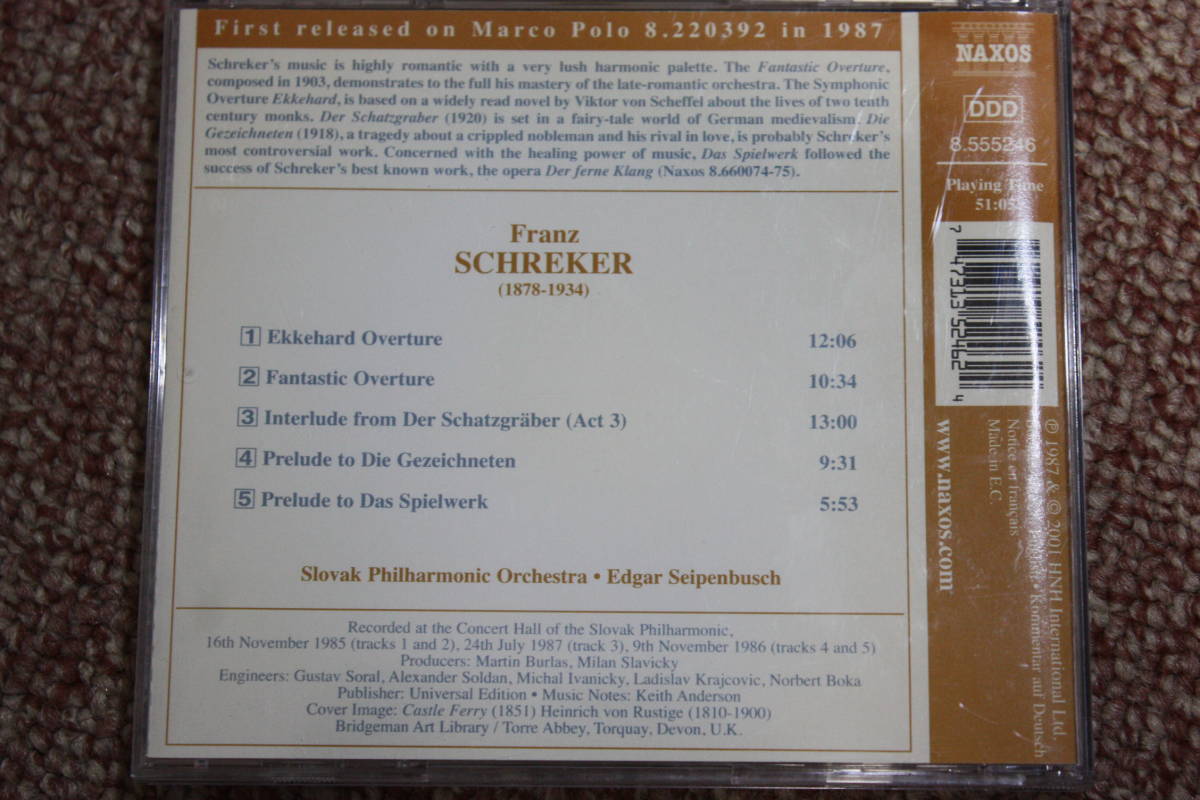 First released on Marco Polo 8.220392 in 1987
Schreker's music is highly romantic with a very lush harmonic palette. The Fantastic Overture,
composed in 1903, demonstrates to the full his mastery of the late-romantic orchestra. The Symphonic
Overture Ekkehard, is based on a widely read novel by Viktor von Scheffel about the lives of two tenth
century monks. Der Schatzgraber (1920) is set in a fairy-tale world of German medievalism. Die
Gezeichneten (1918), a tragedy about a crippled nobleman and his rival in love, is probably Schreker's
most controversial work. Concerned with the healing power of music, Das Spielwerk followed the
success of Schreker's best known work, the opera Der ferne Klang (Naxos 8.660074-75).
Franz
SCHREKER
(1878-1934)
1 Ekkehard Overture 12:06
2 Fantastic Overture 10:34
3 Interlude from Der Schatzgräber (Act 3) 13:00
4 Prelude to Die Gezeichneten 9:31
5 Prelude to Das Spielwerk 5:53
Slovak Philharmonic Orchestra • Edgar Seipenbusch
Recorded at the Concert Hall of the Slovak Philharmonic,
16th November 1985 (tracks 1 and 2), 24th July 1987 (track 3), 9th November 1986 (tracks 4 and 5)
Producers: Martin Burlas, Milan Slavicky
Engineers: Gustav Soral, Alexander Soldan, Michal Ivanicky, Ladislav Krajcovic, Norbert Boka
Publisher: Universal Edition • Music Notes: Keith Anderson
Cover Image: Castle Ferry (1851) Heinrich von Rustige (1810-1900)
Bridgeman Art Library / Torre Abbey, Torquay, Devon, U.K.
NAXOS
DDD
8.555246
Playing Time
51:05
7 47313 52462 4
℗ 1987 & © 2001 HNH International Ltd.
• Kommentar auf Deutsch
Notice en français
Made in E.C.
www.naxos.com